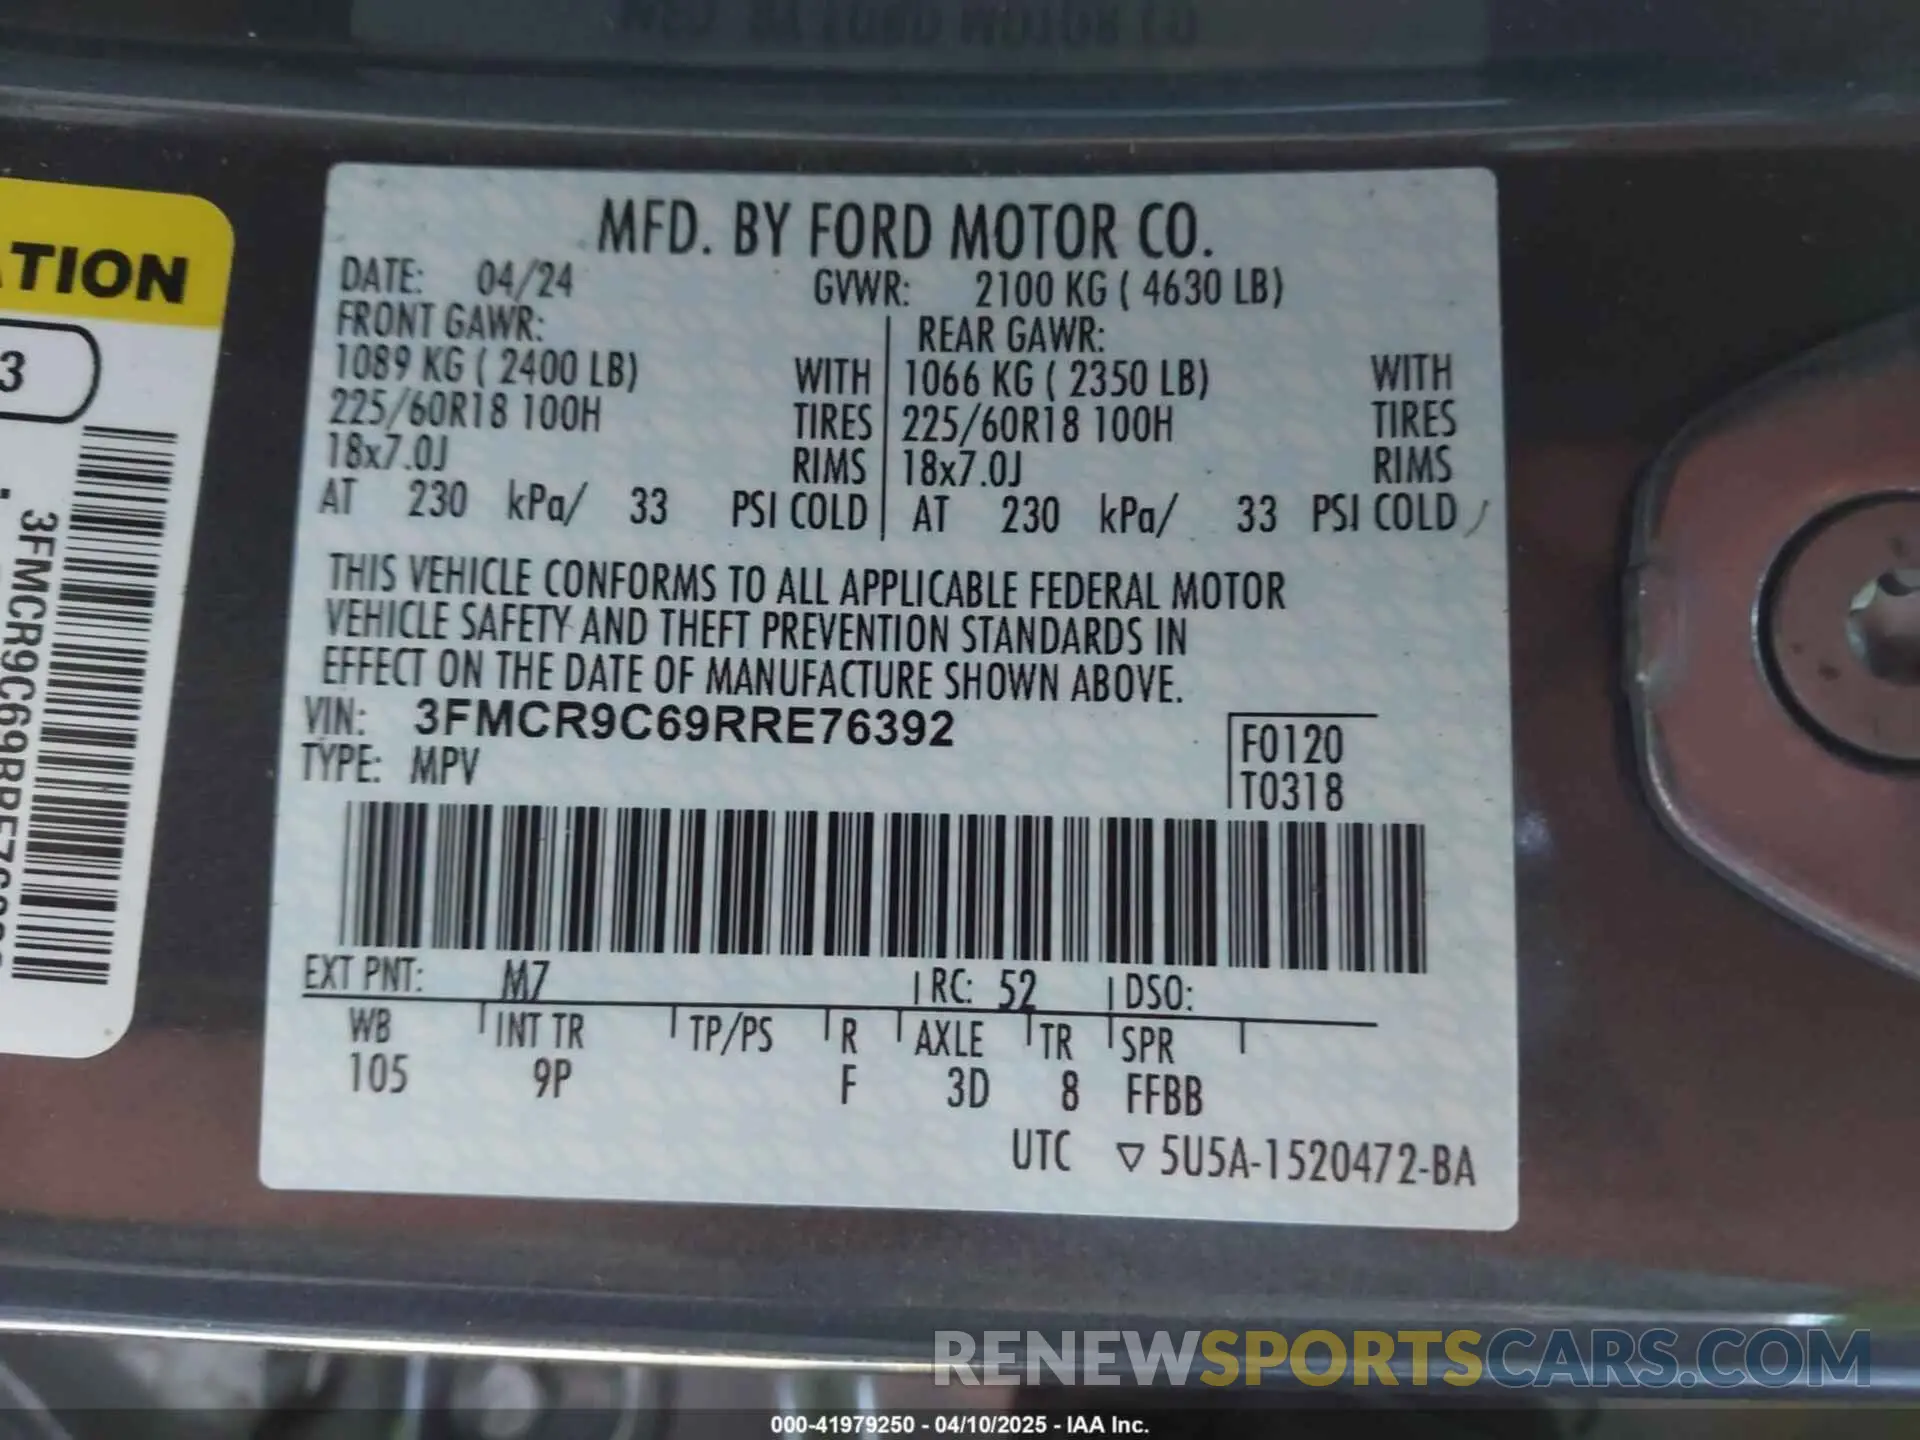 MFD. BY FORD MOTOR CO.
DATE: 04/24 GVWR: 2100 KG ( 4630 LB)
FRONT GAWR: REAR GAWR:
1089 KG ( 2400 LB) WITH 1066 KG ( 2350 LB) WITH
225/60R18 100H TIRES 225/60R18 100H TIRES
18x7.0J RIMS 18x7.0J RIMS
AT 230 kPa/ 33 PSI COLD AT 230 kPa/ 33 PSI COLD
THIS VEHICLE CONFORMS TO ALL APPLICABLE FEDERAL MOTOR
VEHICLE SAFETY AND THEFT PREVENTION STANDARDS IN
EFFECT ON THE DATE OF MANUFACTURE SHOWN ABOVE.
VIN: 3FMCR9C69RRE76392
TYPE: MPV
F0120
T0318
EXT PNT: M7 RC: 52 DSO:
WB INT TR TP/PS R AXLE TR SPR
105 9P F 3D 8 FFBB
UTC ▽ 5U5A-1520472-BA
ATION
3
RENEWSPORTSCARS.COM
000-41979250 - 04/10/2025 - IAA Inc.